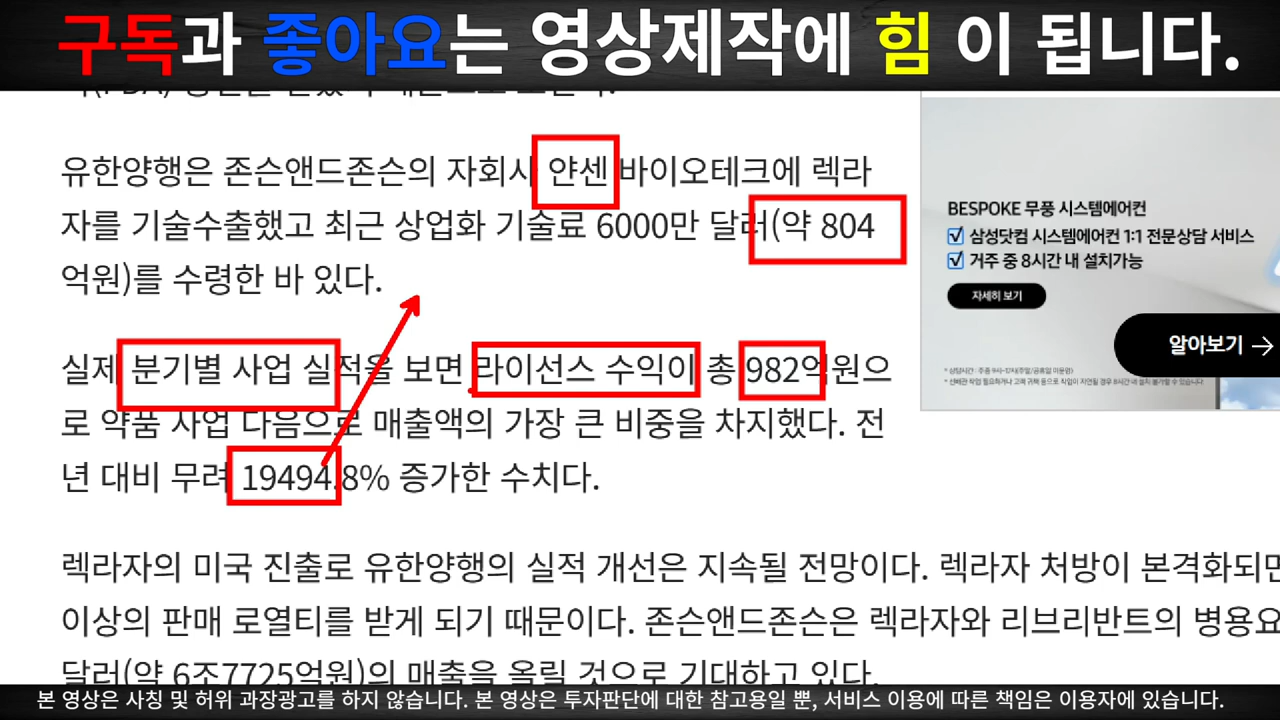 구독과 좋아요는 영상제작에 힘 이 됩니다.
유한양행은 존슨앤드존슨의 자회사 얀센 바이오테크에 렉라
자를 기술수출했고 최근 상업화 기술료 6000만 달러(약 804
억원)를 수령한 바 있다.
실제 분기별 사업 실적을 보면 라이선스 수익이 총 982억원으
로 약품 사업 다음으로 매출액의 가장 큰 비중을 차지했다. 전
년 대비 무려 19494.8% 증가한 수치다.
렉라자의 미국 진출로 유한양행의 실적 개선은 지속될 전망이다. 렉라자 처방이 본격화되면
이상의 판매 로열티를 받게 되기 때문이다. 존슨앤드존슨은 렉라자와 리브리반트의 병용요
달러(약 6조7725억원)의 매출을 올릴 것으로 기대하고 있다.
BESPOKE 무풍 시스템에어컨
삼성닷컴 시스템에어컨 1:1 전문상담 서비스
거주 중 8시간 내 설치가능
자세히 보기
알아보기 →
본 영상은 사칭 및 허위 과장광고를 하지 않습니다. 본 영상은 투자판단에 대한 참고용일 뿐, 서비스 이용에 따른 책임은 이용자에 있습니다.